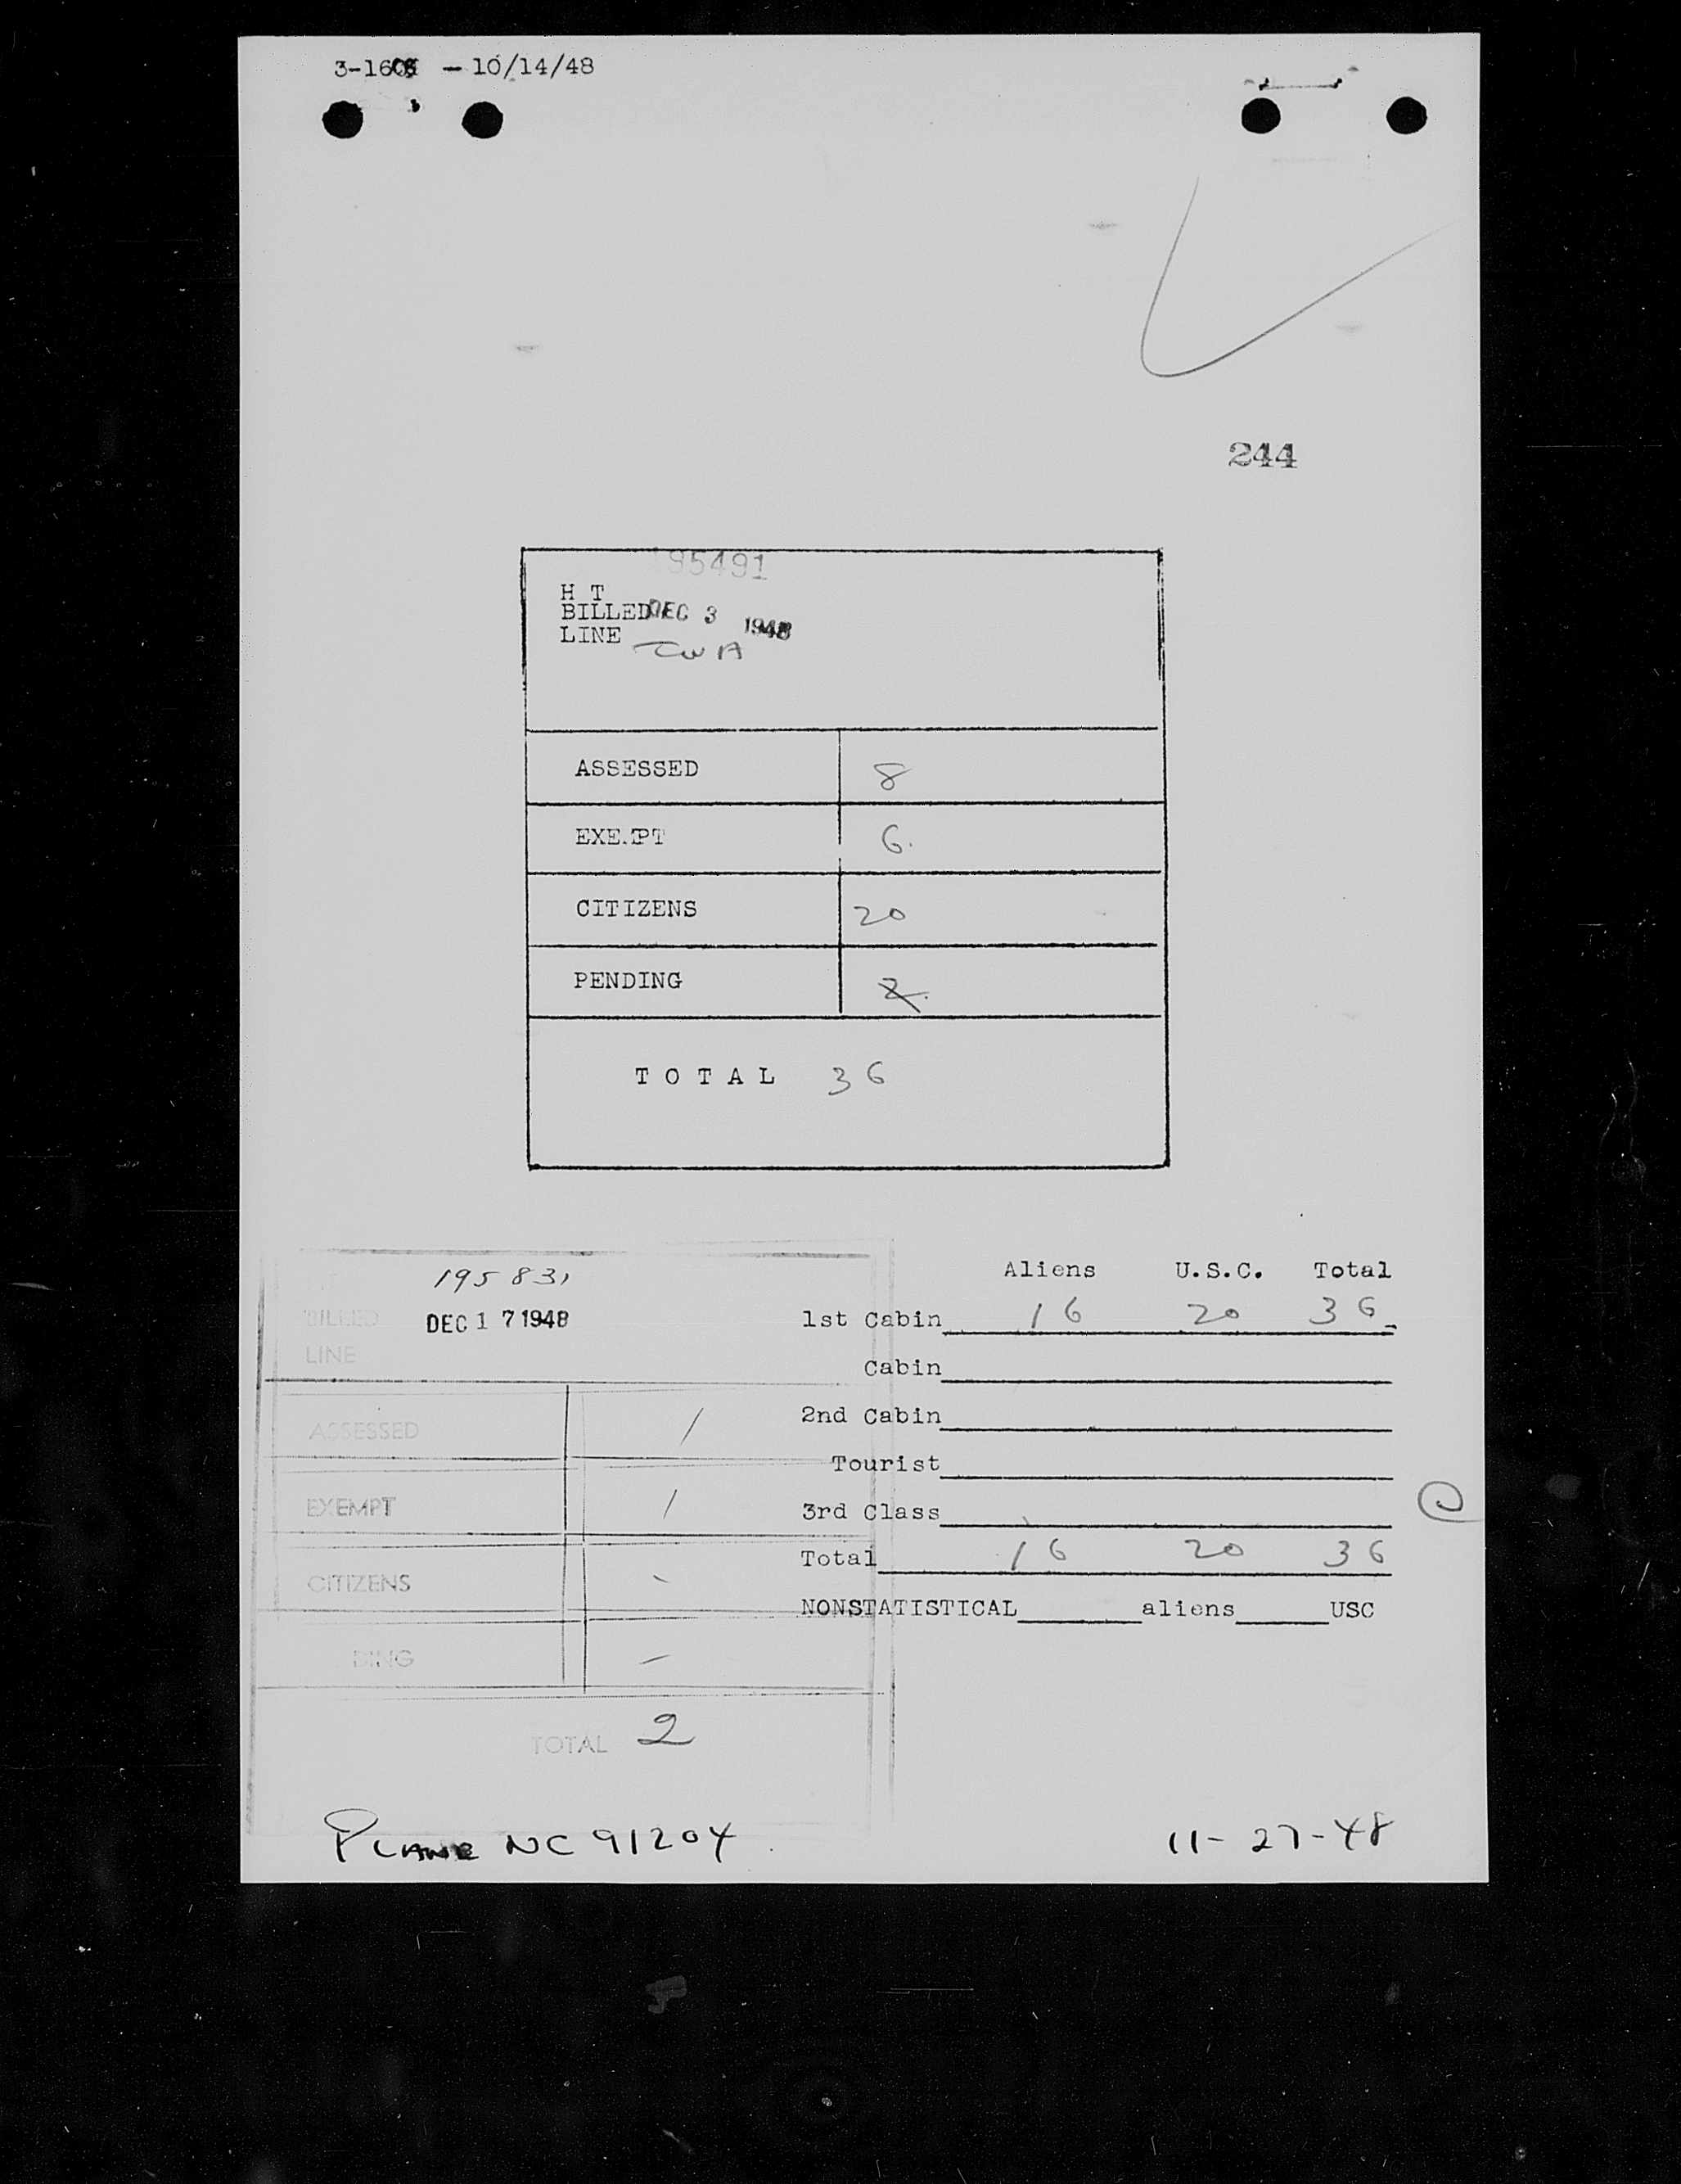 - 10/14/48
244
95491
H T
BILLED DEC 3 1948
LINE TWA
ASSESSED 8
EXE.PT 6.
CITIZENS 20
PENDING 2.
TOTAL 36
195831
BILLED DEC 17 1948
LINE
ASSESSED /
EXEMPT /
CITIZENS -
DING -
TOTAL 2
Aliens U.S.C. Total
1st Cabin 16 20 36
Cabin
2nd Cabin
Tourist
3rd Class
Total 16 20 36
NONSTATISTICAL aliens USC
PLANE NC 91204 11-27-48